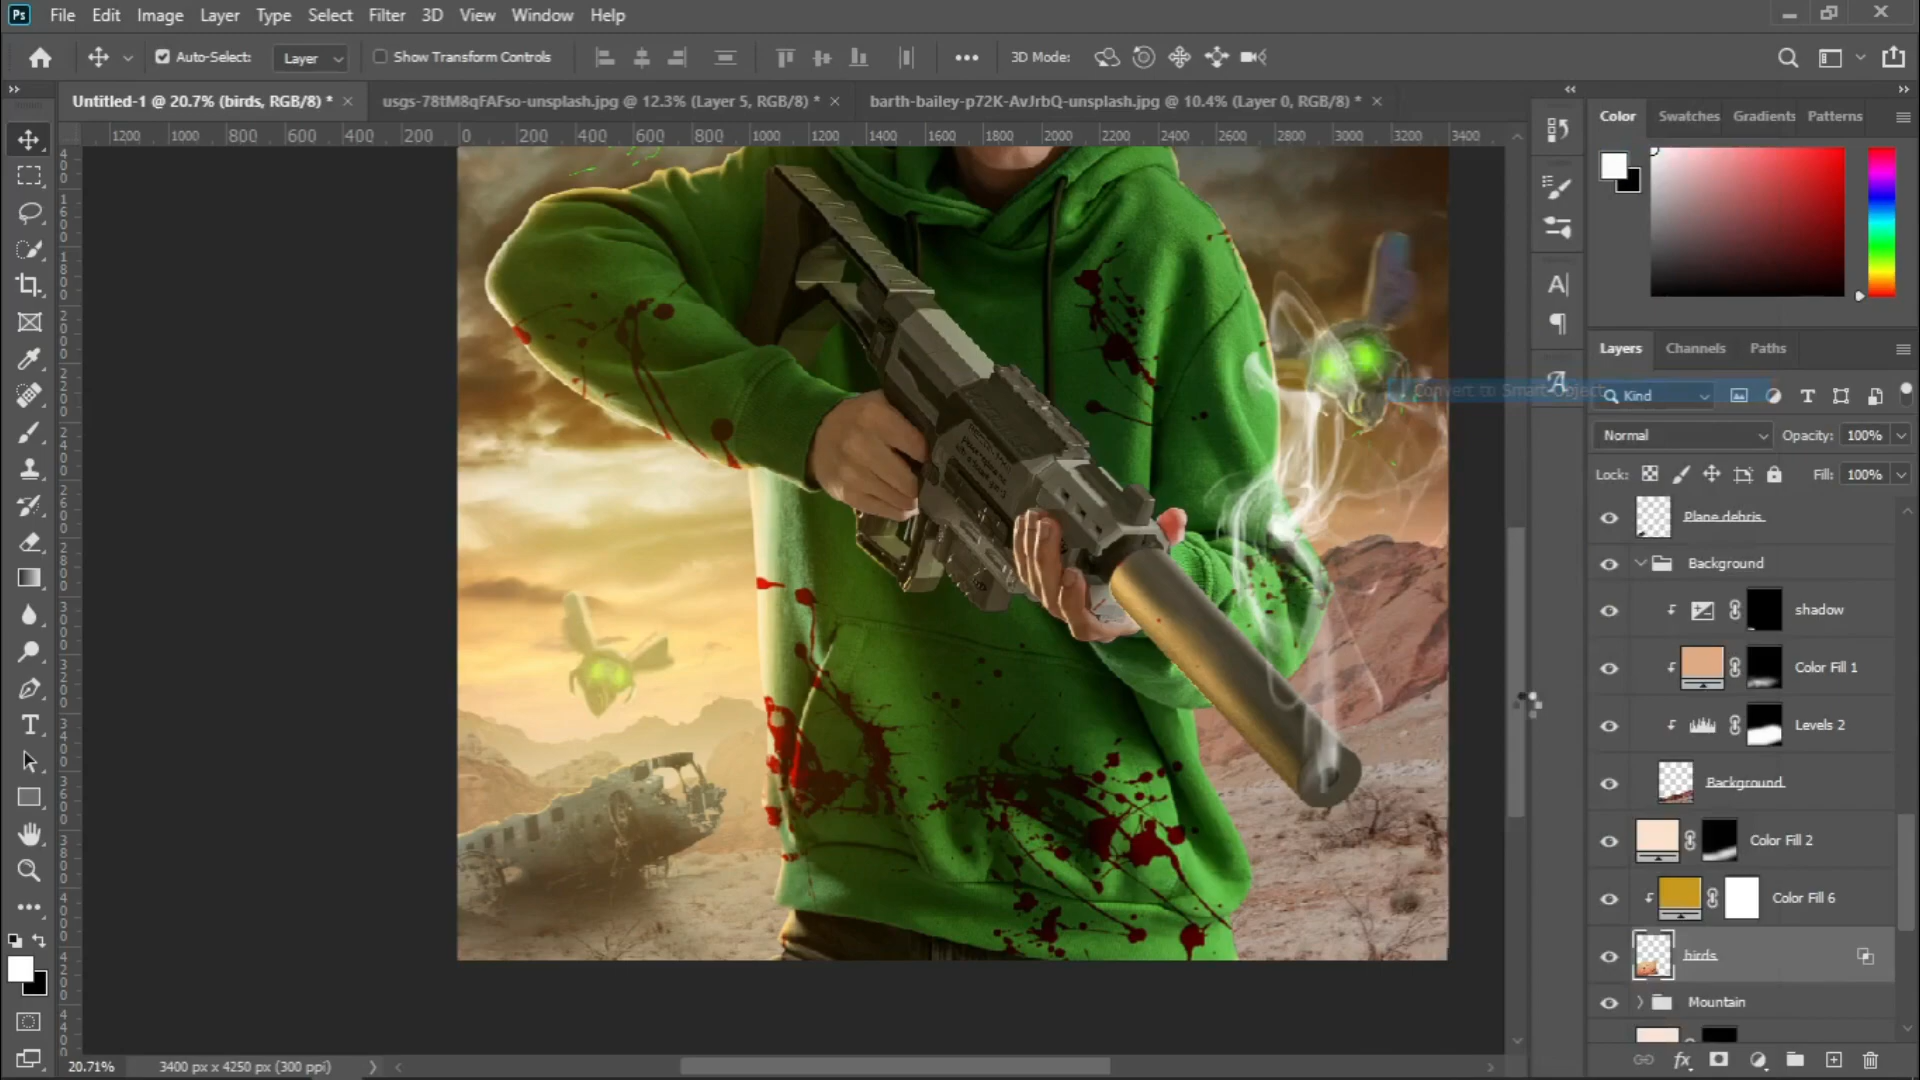 Ps File Edit Image Layer Type Select Filter 3D View Window Help
Auto-Select: Layer Show Transform Controls 3D Mode:
Untitled-1 @ 20.7% (birds, RGB/8) * usgs-78tM8qFAFso-unsplash.jpg @ 12.3% (Layer 5, RGB/8) * barth-bailey-p72K-AvJrbQ-unsplash.jpg @ 10.4% (Layer 0, RGB/8) *
1200 1000 800 600 400 200 0 200 400 600 800 1000 1200 1400 1600 1800 2000 2200 2400 2600 2800 3000 3200 3400
Color Swatches Gradients Patterns
Layers Channels Paths
Convert to Smart Object
Kind
Normal Opacity: 100%
Lock: Fill: 100%
Plane debris
Background
shadow
Color Fill 1
Levels 2
Background
Color Fill 2
Color Fill 6
birds
Mountain
20.71% 3400 px x 4250 px (300 ppi)